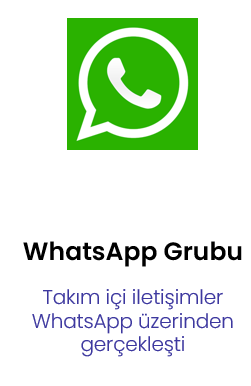 WhatsApp Grubu
Takım içi iletişimler
WhatsApp üzerinden
gerçekleşti